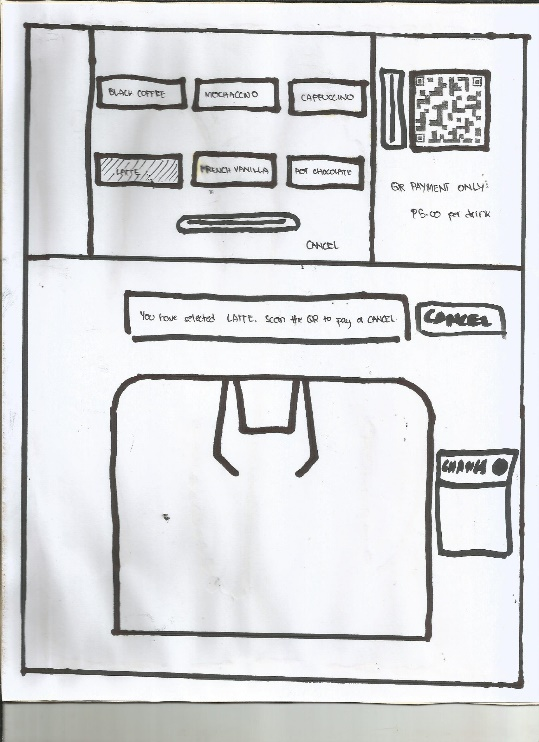 BLACK COFFEE
MOCHACCINO
CAPPUCCINO
LATTE
FRENCH VANILLA
HOT CHOCOLATE
CANCEL
QR PAYMENT ONLY:
P5.00 per drink
You have selected LATTE. Scan the QR to pay or CANCEL.
CANCEL
CHANGE